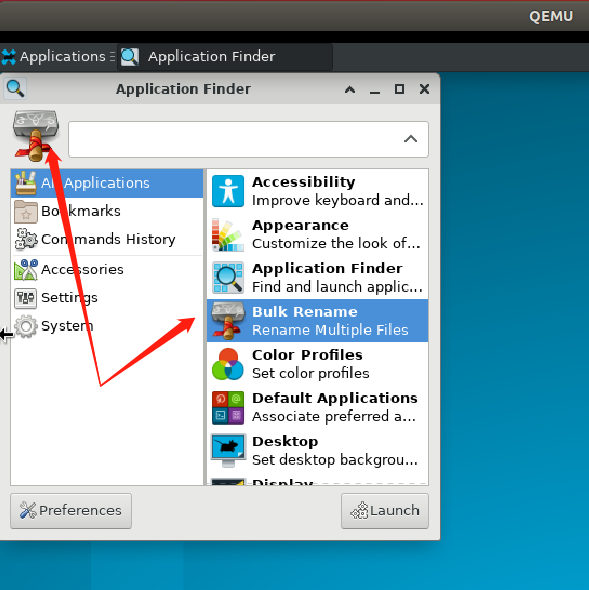 QEMU
Applications
Application Finder
Application Finder
All Applications
Bookmarks
Commands History
Accessories
Settings
System
Accessibility
Improve keyboard and...
Appearance
Customize the look of...
Application Finder
Find and launch applic...
Bulk Rename
Rename Multiple Files
Color Profiles
Set color profiles
Default Applications
Associate preferred a...
Desktop
Set desktop backgrou...
Display
Preferences
Launch